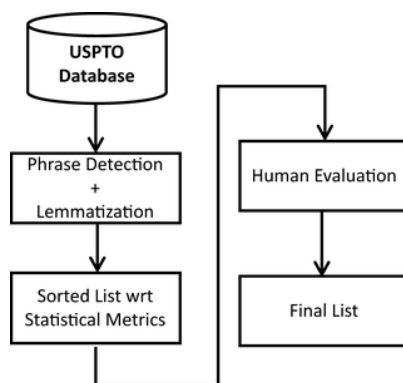 USPTO
Database
Phrase Detection
+
Lemmatization
Sorted List wrt
Statistical Metrics
Human Evaluation
Final List